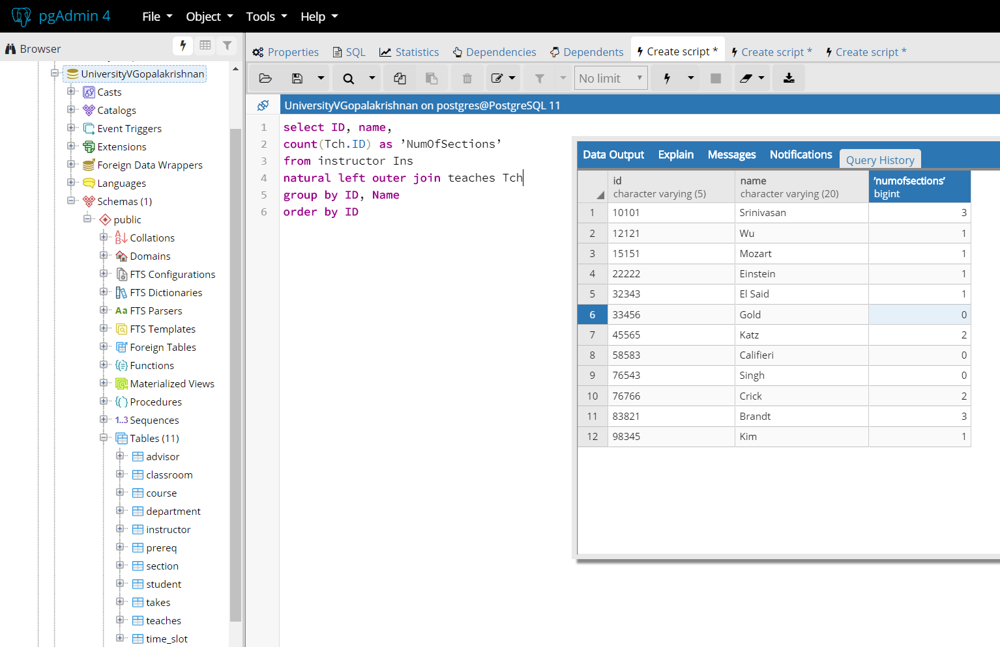 pgAdmin 4 File Object Tools Help
Browser
UniversityVGopalakrishnan
Casts
Catalogs
Event Triggers
Extensions
Foreign Data Wrappers
Languages
Schemas (1)
public
Collations
Domains
FTS Configurations
FTS Dictionaries
Aa FTS Parsers
FTS Templates
Foreign Tables
Functions
Materialized Views
Procedures
1..3 Sequences
Tables (11)
advisor
classroom
course
department
instructor
prereq
section
student
takes
teaches
time_slot
Properties SQL Statistics Dependencies Dependents Create script * Create script * Create script *
No limit
UniversityVGopalakrishnan on postgres@PostgreSQL 11
1 select ID, name,
2 count(Tch.ID) as ’NumOfSections’
3 from instructor Ins
4 natural left outer join teaches Tch
5 group by ID, Name
6 order by ID
Data Output Explain Messages Notifications Query History
id name ’numofsections’
character varying (5) character varying (20) bigint
1 10101 Srinivasan 3
2 12121 Wu 1
3 15151 Mozart 1
4 22222 Einstein 1
5 32343 El Said 1
6 33456 Gold 0
7 45565 Katz 2
8 58583 Califieri 0
9 76543 Singh 0
10 76766 Crick 2
11 83821 Brandt 3
12 98345 Kim 1